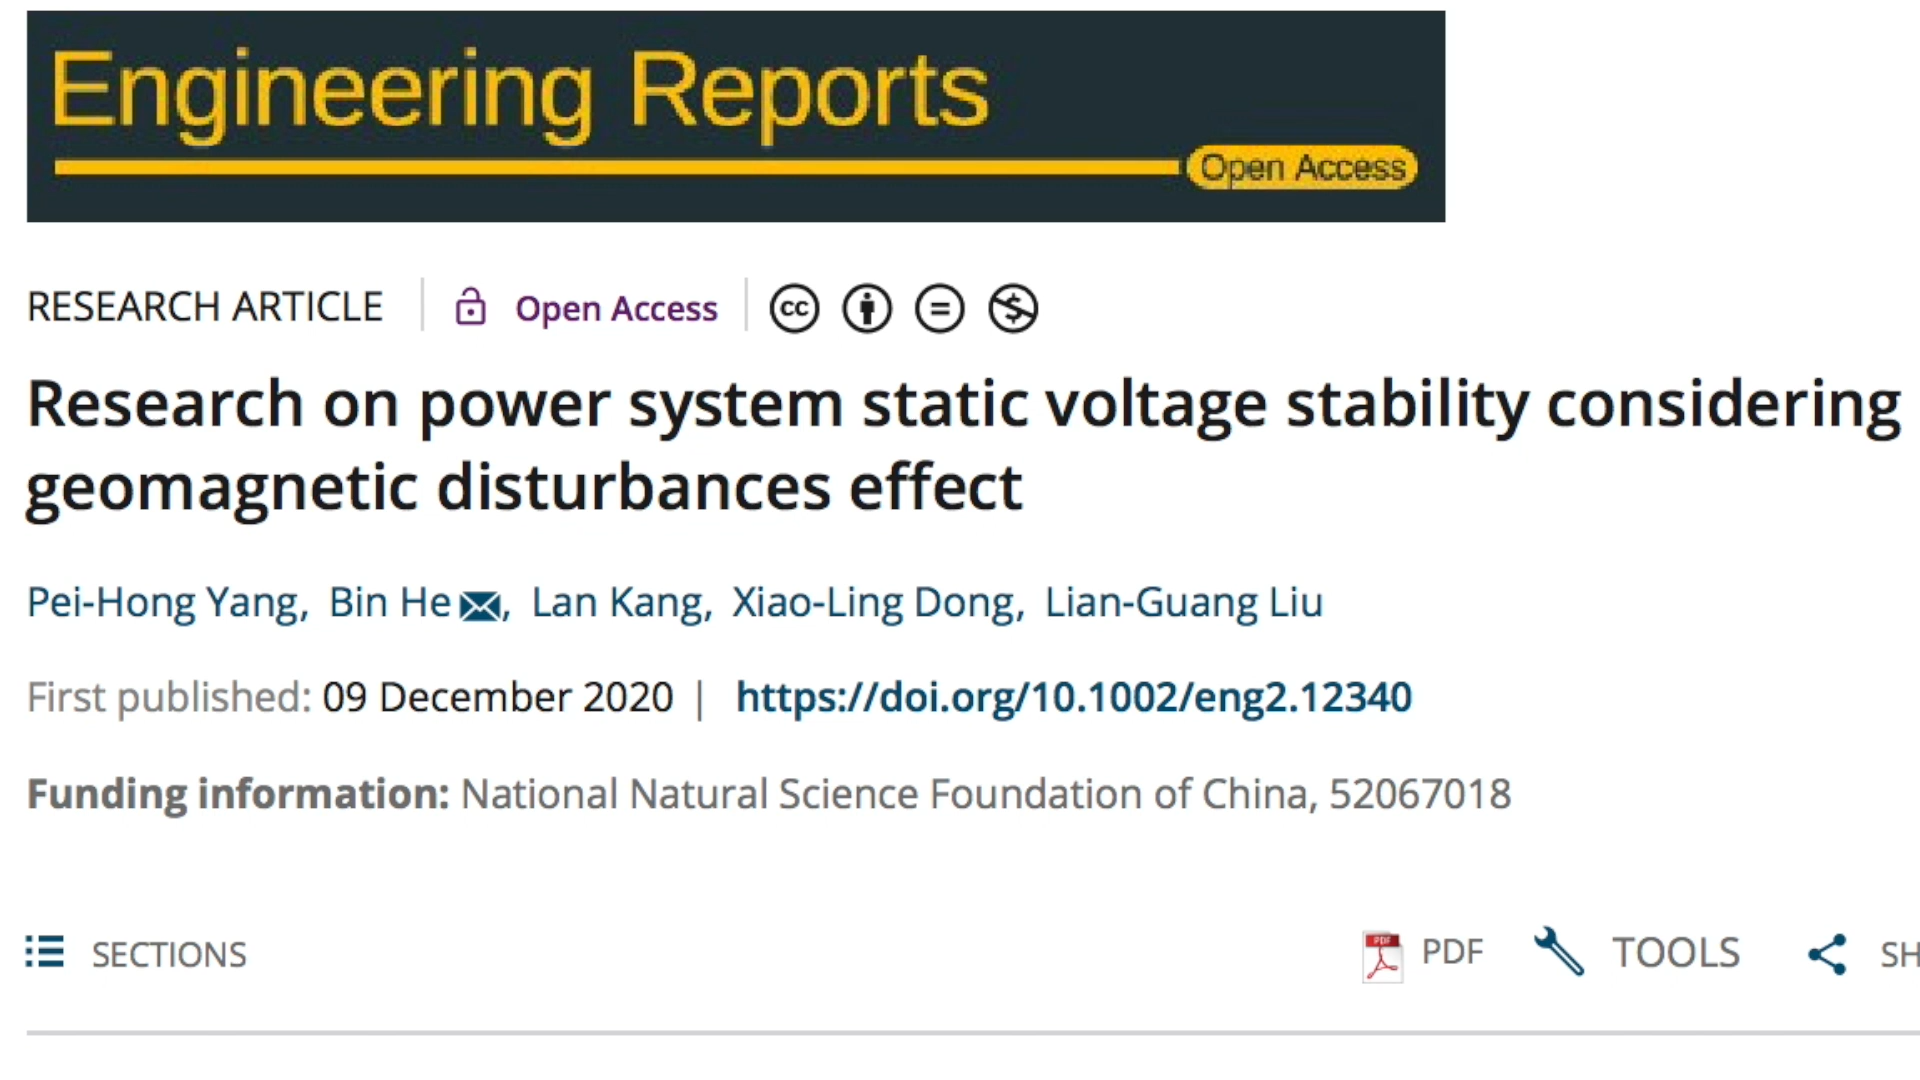 Engineering Reports
Open Access
RESEARCH ARTICLE Open Access cc = $
Research on power system static voltage stability considering
geomagnetic disturbances effect
Pei-Hong Yang, Bin He, Lan Kang, Xiao-Ling Dong, Lian-Guang Liu
First published: 09 December 2020 | https://doi.org/10.1002/eng2.12340
Funding information: National Natural Science Foundation of China, 52067018
SECTIONS PDF PDF TOOLS SH